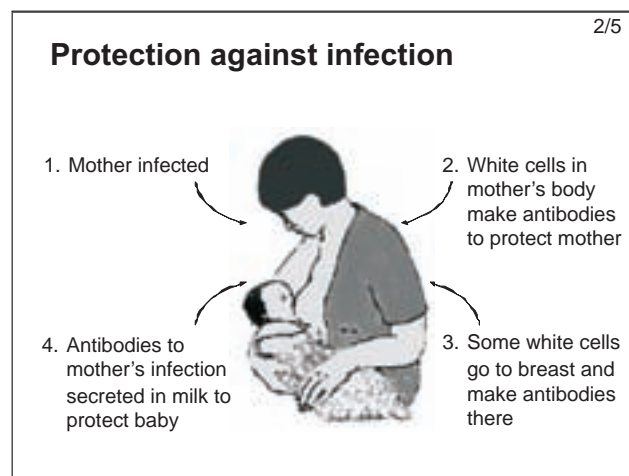 2/5
Protection against infection
1. Mother infected
2. White cells in
mother's body
make antibodies
to protect mother
3. Some white cells
go to breast and
make antibodies
there
4. Antibodies to
mother's infection
secreted in milk to
protect baby